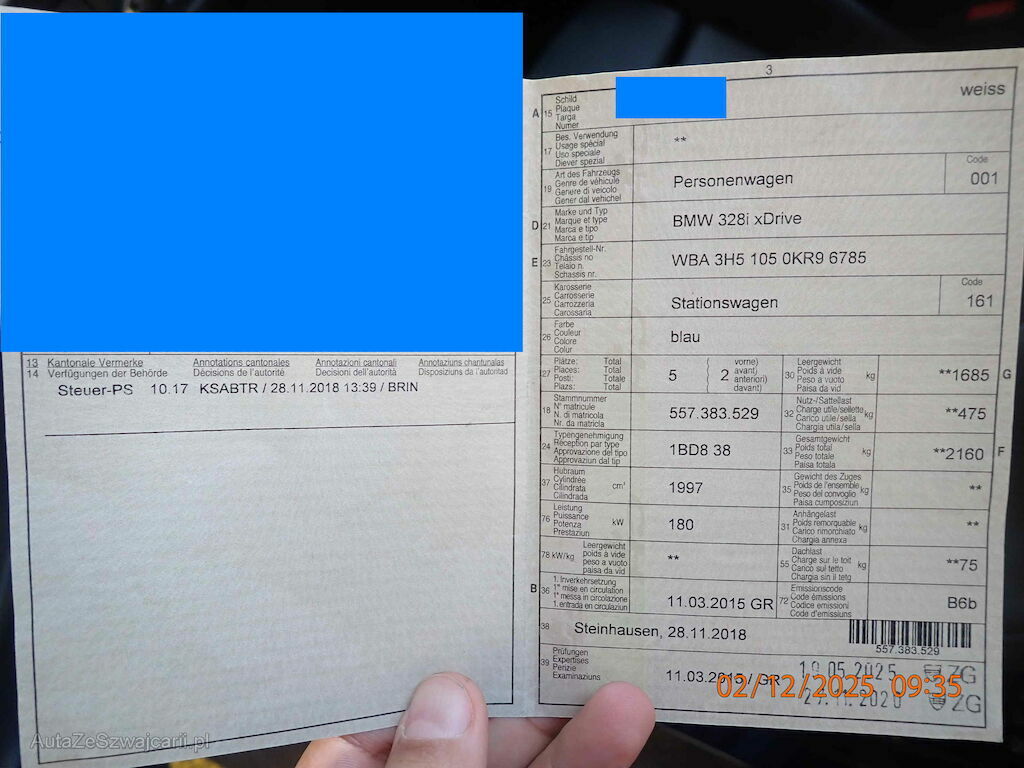 3
A 15 Schild
Plaque
Targa
Numer
weiss
17 Bes. Verwendung
Usage spécial
Uso speciale
Diever spezial
**
19 Art des Fahrzeugs
Genre de véhicule
Genere di veicolo
Gener dal vehichel
Personenwagen
Code
001
D 21 Marke und Typ
Marque et type
Marca e tipo
Marca e tip
BMW 328i xDrive
E 23 Fahrgestell-Nr.
Châssis no
Telaio n.
Schassis nr.
WBA 3H5 105 0KR9 6785
25 Karosserie
Carrosserie
Carrozzeria
Carossaria
Stationswagen
Code
161
26 Farbe
Couleur
Colore
Colur
blau
13 Kantonale Vermerke Annotations cantonales Annotazioni cantonali Annotaziuns chantunalas
14 Verfügungen der Behörde Décisions de l'autorité Decisioni dell'autorità Disposiziuns da l'autoritad
Steuer-PS 10.17 KSABTR / 28.11.2018 13:39 / BRIN
27 Plätze: Total
Places: Total
Posti: Totale
Plazs: Total
5 ( 2 vorne)
avant)
anteriori)
davant)
30 Leergewicht
Poids à vide
Peso a vuoto
Paisa da vid
kg
**1685 G
18 Stammnummer
N° matricule
N. di matricola
Nr. da matricla
557.383.529
32 Nutz-/Sattellast
Charge utile/sellette
Carico utile/sella
Chargia utila/sella
kg
**475
24 Typengenehmigung
Réception par type
Approvazione del tipo
Approvaziun dal tip
1BD8 38
33 Gesamtgewicht
Poids total
Peso totale
Paisa totala
kg
**2160 F
37 Hubraum
Cylindrée
Cilindrata
Cilindrada
cm³
1997
35 Gewicht des Zuges
Poids de l'ensemble
Peso del convoglio
Paisa cumposiziun
kg
**
76 Leistung
Puissance
Potenza
Prestaziun
kW
180
31 Anhängelast
Poids remorquable
Carico rimorchiato
Chargia annexa
kg
**
78 kW/kg Leergewicht
poids à vide
peso a vuoto
paisa da vid
**
55 Dachlast
Charge sur le toit
Carico sul tetto
Chargia sin il tetg
kg
**75
B 36 1. Inverkehrsetzung
1re mise en circulation
1a messa in circolazione
1. entrada en circulaziun
11.03.2015 GR
72 Emissionscode
Code émissions
Codice emissioni
Code d'emissiuns
B6b
38 Steinhausen, 28.11.2018
557.383.529
39 Prüfungen
Expertises
Perizie
Examinaziuns
11.03.2015 / GR
19.05.2025 ZG
02/12/2025 09:35
ZG
AutaZeSzwajcarii.pl